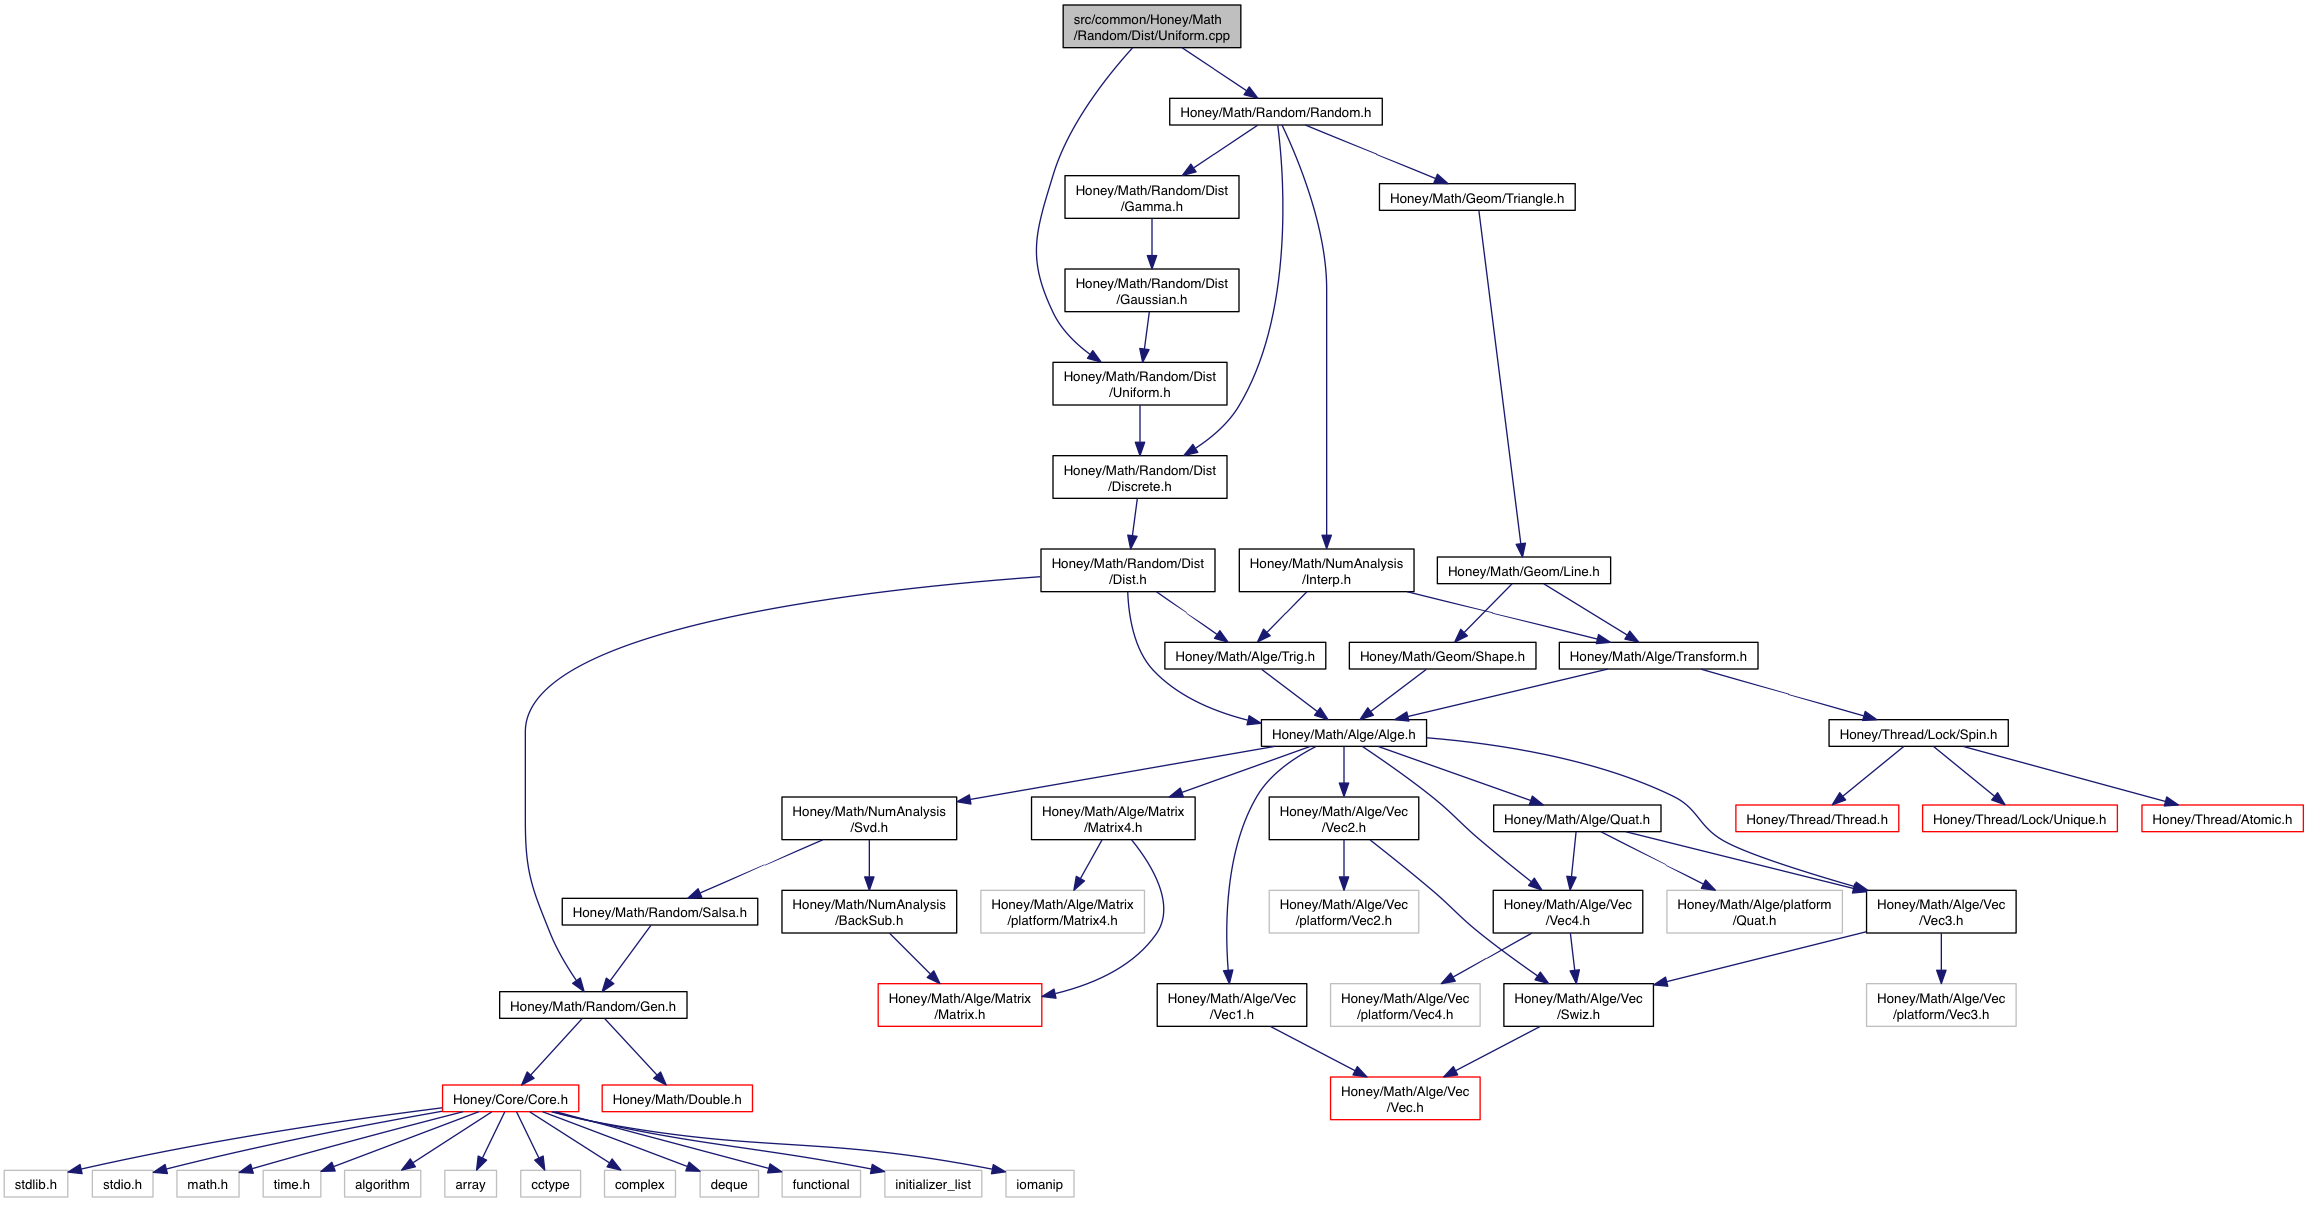 src/common/Honey/Math
/Random/Dist/Uniform.cpp
Honey/Math/Random/Random.h
Honey/Math/Random/Dist
/Gamma.h
Honey/Math/Geom/Triangle.h
Honey/Math/Random/Dist
/Gaussian.h
Honey/Math/Random/Dist
/Uniform.h
Honey/Math/Random/Dist
/Discrete.h
Honey/Math/Random/Dist
/Dist.h
Honey/Math/NumAnalysis
/Interp.h
Honey/Math/Geom/Line.h
Honey/Math/Alge/Trig.h
Honey/Math/Geom/Shape.h
Honey/Math/Alge/Transform.h
Honey/Math/Alge/Alge.h
Honey/Thread/Lock/Spin.h
Honey/Math/NumAnalysis
/Svd.h
Honey/Math/Alge/Matrix
/Matrix4.h
Honey/Math/Alge/Vec
/Vec2.h
Honey/Math/Alge/Quat.h
Honey/Thread/Thread.h
Honey/Thread/Lock/Unique.h
Honey/Thread/Atomic.h
Honey/Math/Random/Salsa.h
Honey/Math/NumAnalysis
/BackSub.h
Honey/Math/Alge/Matrix
/platform/Matrix4.h
Honey/Math/Alge/Vec
/platform/Vec2.h
Honey/Math/Alge/Vec
/Vec4.h
Honey/Math/Alge/platform
/Quat.h
Honey/Math/Alge/Vec
/Vec3.h
Honey/Math/Random/Gen.h
Honey/Math/Alge/Matrix
/Matrix.h
Honey/Math/Alge/Vec
/Vec1.h
Honey/Math/Alge/Vec
/platform/Vec4.h
Honey/Math/Alge/Vec
/Swiz.h
Honey/Math/Alge/Vec
/platform/Vec3.h
Honey/Core/Core.h
Honey/Math/Double.h
Honey/Math/Alge/Vec
/Vec.h
stdlib.h
stdio.h
math.h
time.h
algorithm
array
cctype
complex
deque
functional
initializer_list
iomanip